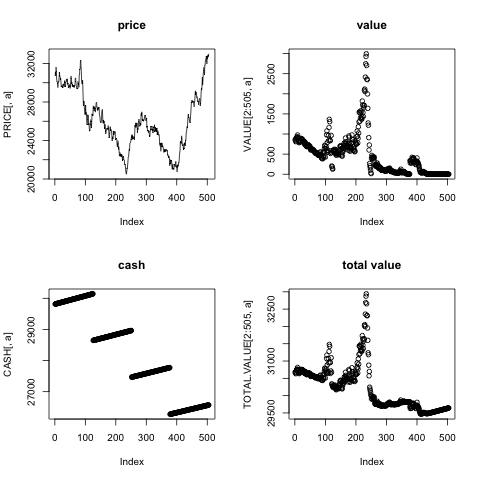 price
PRICE[, a]
20000 24000 28000 32000
0 100 200 300 400 500
Index
value
VALUE[2:505, a]
0 500 1500 2500
0 100 200 300 400 500
Index
cash
CASH[, a]
27000 29000
0 100 200 300 400 500
Index
total value
TOTAL.VALUE[2:505, a]
29500 31000 32500
0 100 200 300 400 500
Index